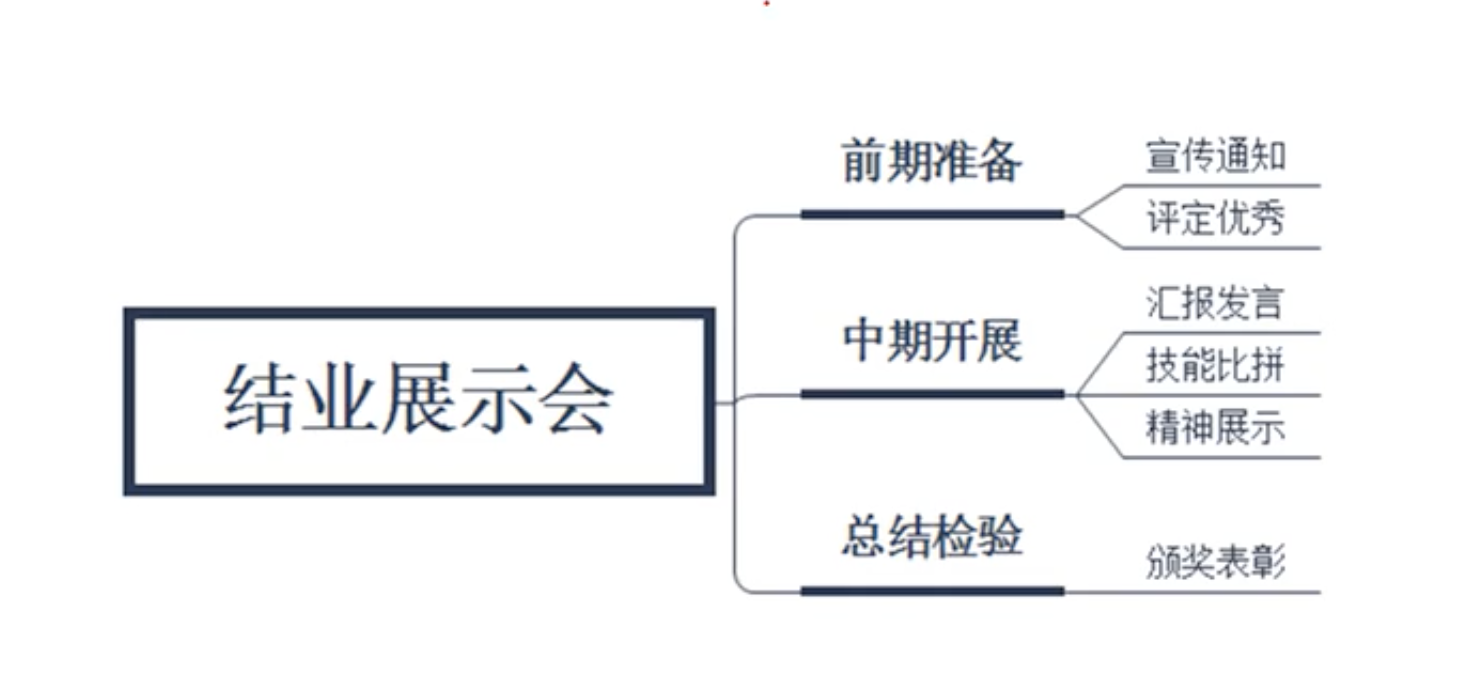 结业展示会
前期准备
宣传通知
评定优秀
中期开展
汇报发言
技能比拼
精神展示
总结检验
颁奖表彰